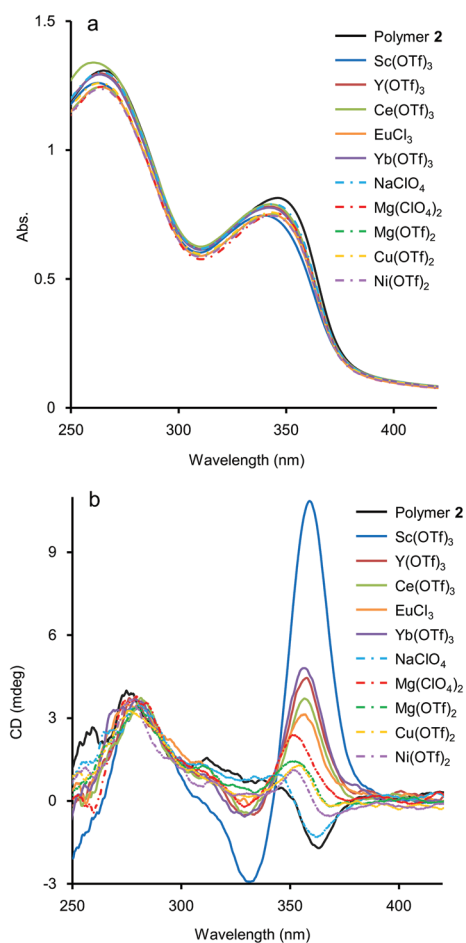 a
1.5
1
0.5
0
Abs.
250
300
350
400
Wavelength (nm)
Polymer 2
Sc(OTf)3
Y(OTf)3
Ce(OTf)3
EuCl3
Yb(OTf)3
NaClO4
Mg(ClO4)2
Mg(OTf)2
Cu(OTf)2
Ni(OTf)2
b
9
6
3
0
-3
CD (mdeg)
250
300
350
400
Wavelength (nm)
Polymer 2
Sc(OTf)3
Y(OTf)3
Ce(OTf)3
EuCl3
Yb(OTf)3
NaClO4
Mg(ClO4)2
Mg(OTf)2
Cu(OTf)2
Ni(OTf)2